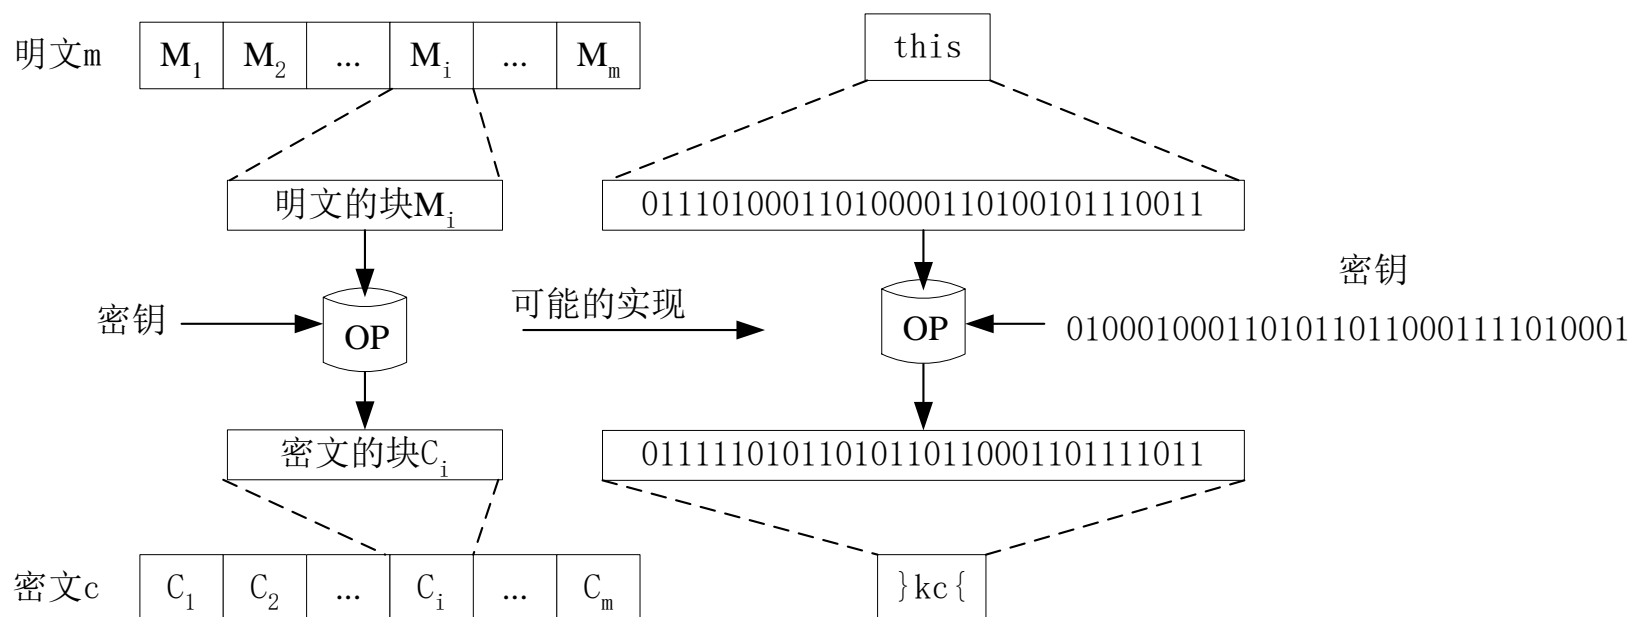 明文m M₁ M₂ ... Mᵢ ... Mₘ
this
明文的块Mᵢ
01110100011010000110100101110011
密钥
OP
可能的实现
OP
密钥
01000100011010110110001111010001
密文的块Cᵢ
01111101011010110110001101111011
密文c C₁ C₂ ... Cᵢ ... Cₘ
}kc{